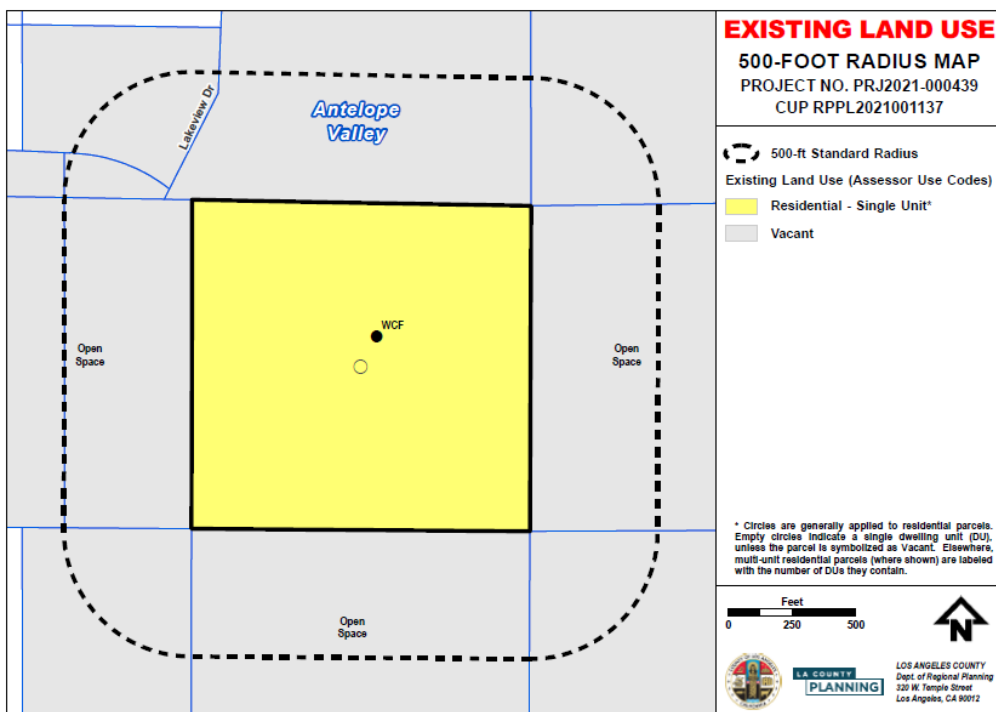 EXISTING LAND USE
500-FOOT RADIUS MAP
PROJECT NO. PRJ2021-000439
CUP RPPL2021001137
500-ft Standard Radius
Existing Land Use (Assessor Use Codes)
Residential - Single Unit*
Vacant
Lakeview Dr
Antelope
Valley
WCF
Open
Space
Open
Space
Open
Space
* Circles are generally applied to residential parcels.
Empty circles indicate a single dwelling unit (DU),
unless the parcel is symbolized as Vacant. Elsewhere,
multi-unit residential parcels (where shown) are labeled
with the number of DUs they contain.
Feet
0 250 500
N
LA COUNTY
PLANNING
LOS ANGELES COUNTY
Dept. of Regional Planning
320 W. Temple Street
Los Angeles, CA 90012